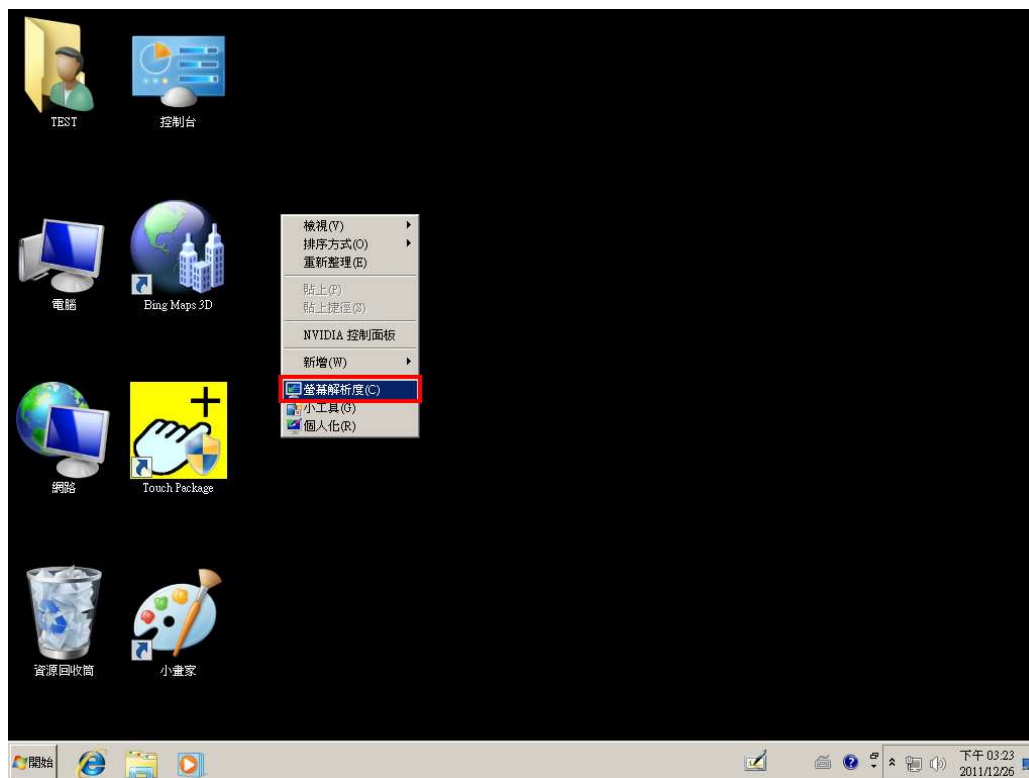 TEST
控制台
電腦
Bing Maps 3D
網路
Touch Package
資源回收筒
小畫家
檢視(V)
排序方式(O)
重新整理(E)
貼上(P)
貼上捷徑(S)
NVIDIA 控制面板
新增(W)
螢幕解析度(C)
小工具(G)
個人化(R)
開始
下午 03:23
2011/12/26